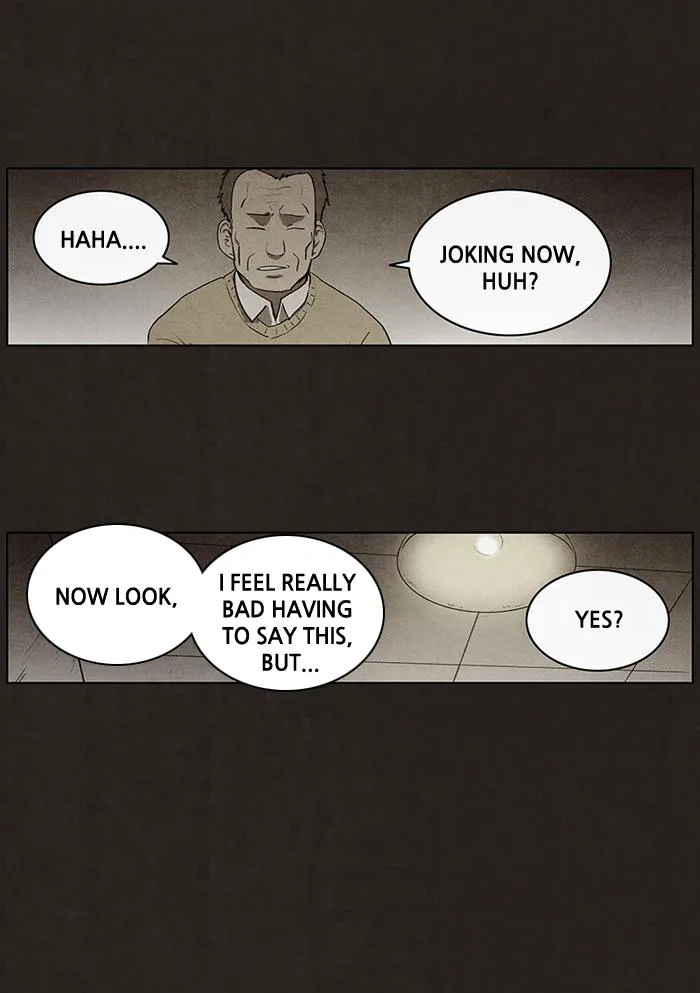 HAHA....
JOKING NOW,
HUH?
NOW LOOK,
I FEEL REALLY
BAD HAVING
TO SAY THIS,
BUT...
YES?